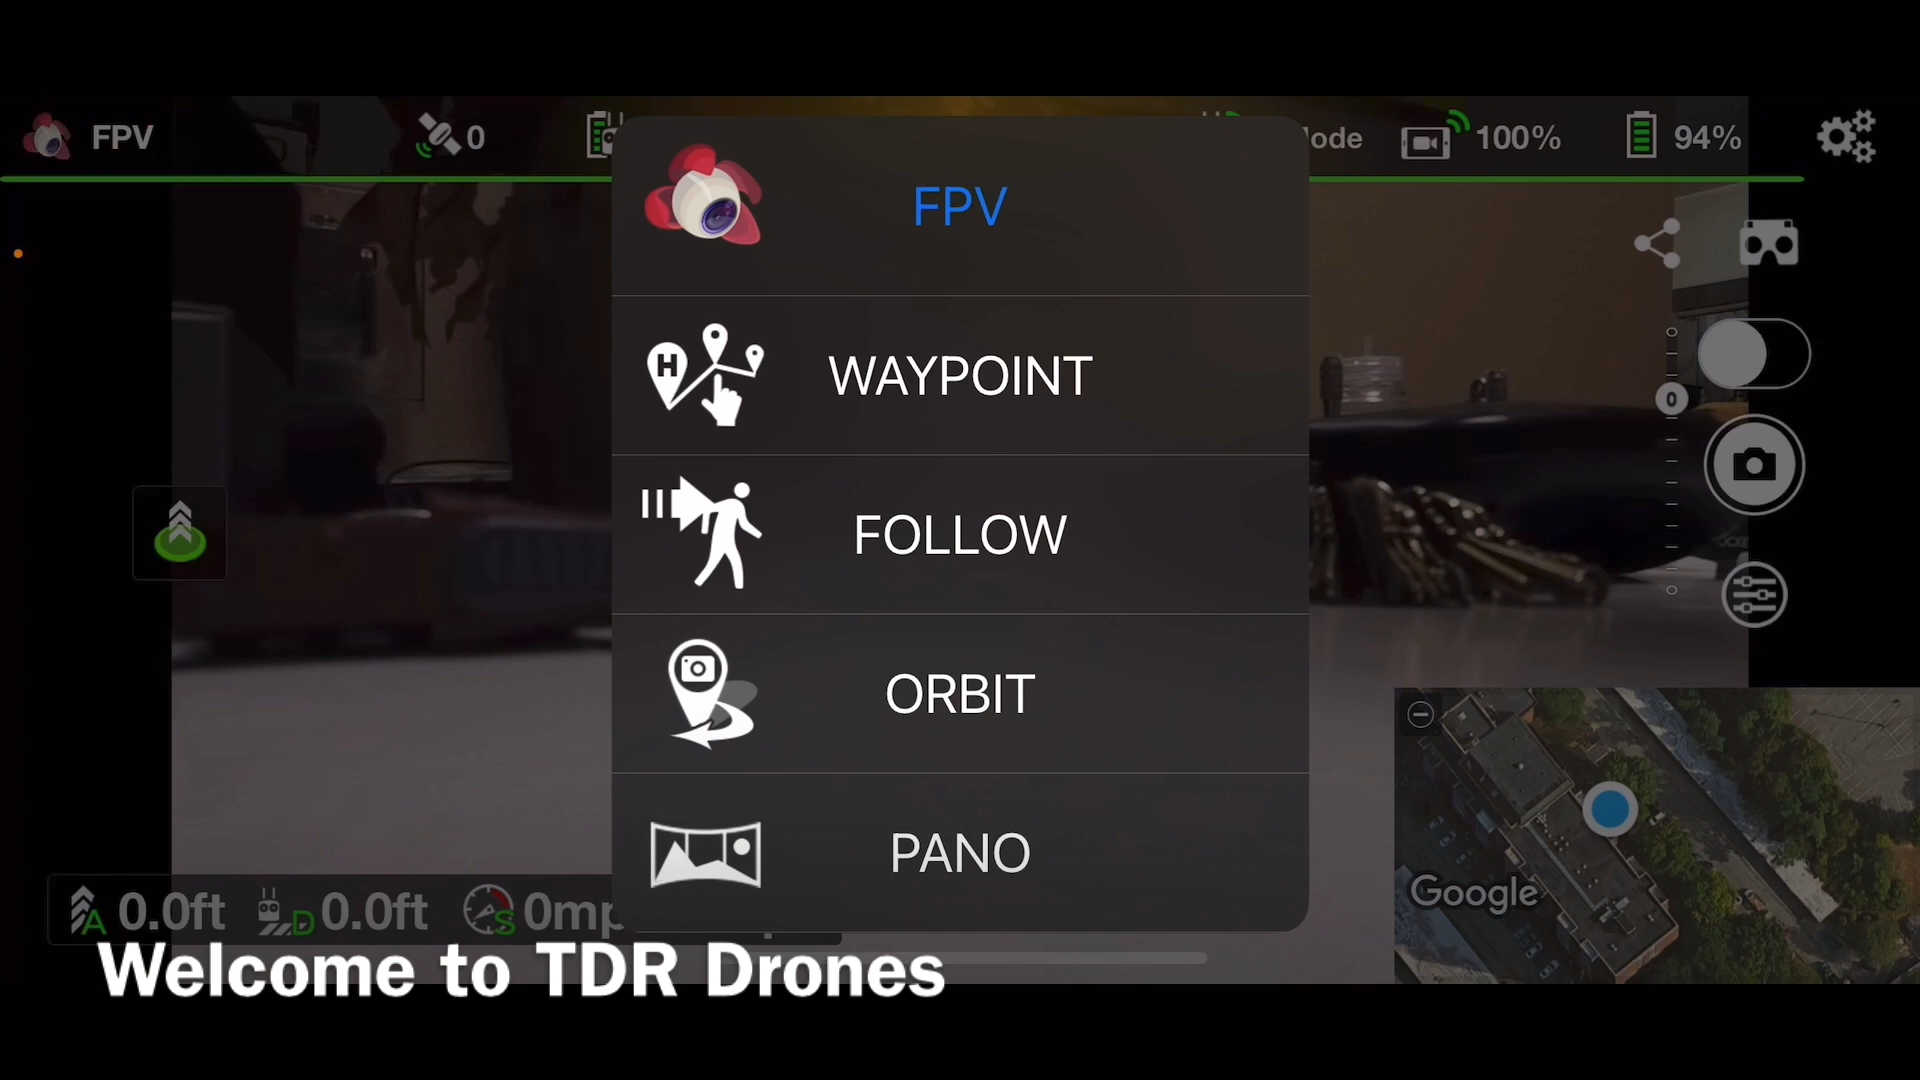 FPV
0
ode
100%
94%
FPV
WAYPOINT
H
FOLLOW
0
ORBIT
PANO
Google
A 0.0ft
D 0.0ft
S 0mp
Welcome to TDR Drones